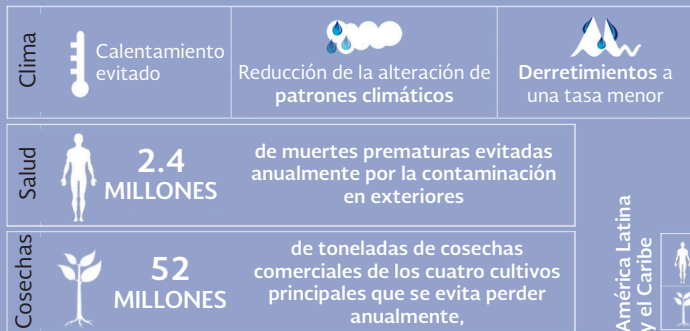 Clima
Calentamiento
evitado
Reducción de la alteración de
patrones climáticos
Derretimientos a
una tasa menor
Salud
2.4
MILLONES
de muertes prematuras evitadas
anualmente por la contaminación
en exteriores
Cosechas
52
MILLONES
de toneladas de cosechas
comerciales de los cuatro cultivos
principales que se evita perder
anualmente,
América Latina
y el Caribe